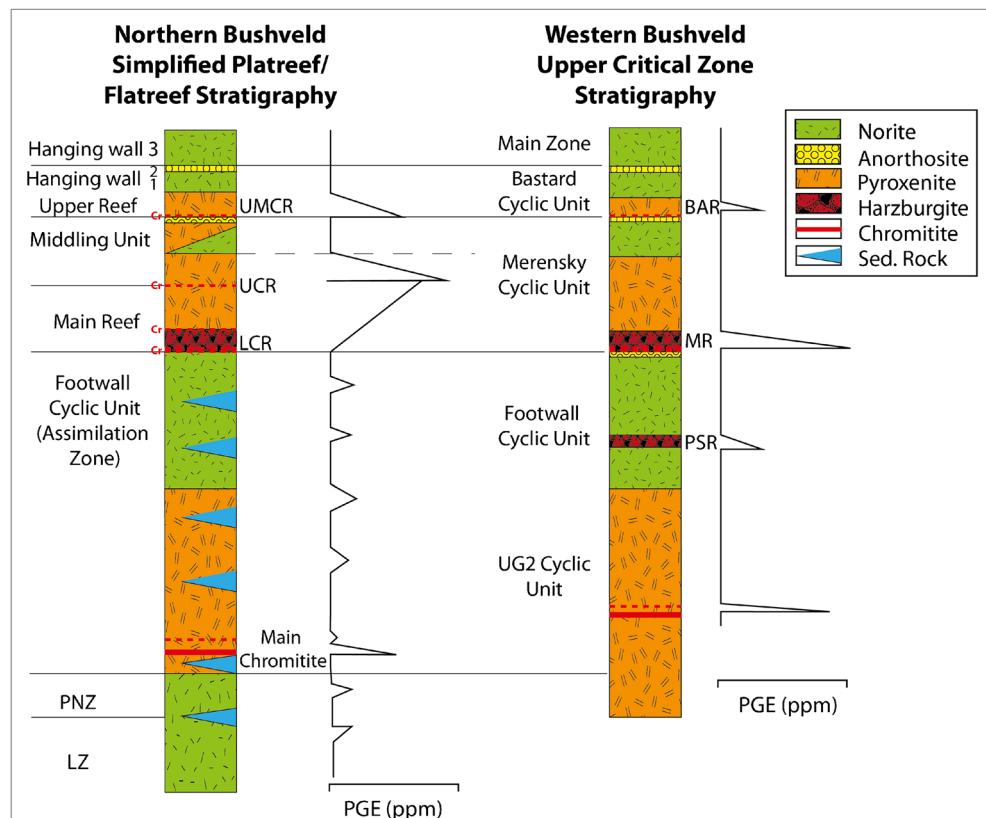 Northern Bushveld
Simplified Platreef/
Flatreef Stratigraphy
Western Bushveld
Upper Critical Zone
Stratigraphy
Hanging wall 3
Hanging wall 2
1
Upper Reef
Cr
UMCR
Middling Unit
Cr
UCR
Main Reef
Cr
Cr
LCR
Footwall
Cyclic Unit
(Assimilation
Zone)
Main
Chromitite
PNZ
LZ
PGE (ppm)
Main Zone
Bastard
Cyclic Unit
BAR
Merensky
Cyclic Unit
MR
Footwall
Cyclic Unit
PSR
UG2 Cyclic
Unit
PGE (ppm)
Norite
Anorthosite
Pyroxenite
Harzburgite
Chromitite
Sed. Rock